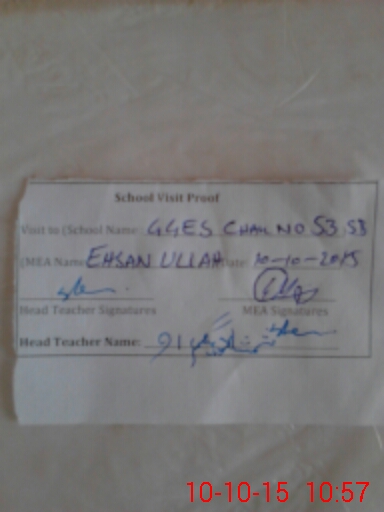 School Visit Proof
Visit to (School Name: GGES CHAK NO 53 SB
(MEA Name EHSAN ULLAH Date: 10-10-2015
Head Teacher Signatures MEA Signatures
Head Teacher Name:
10-10-15 10:57